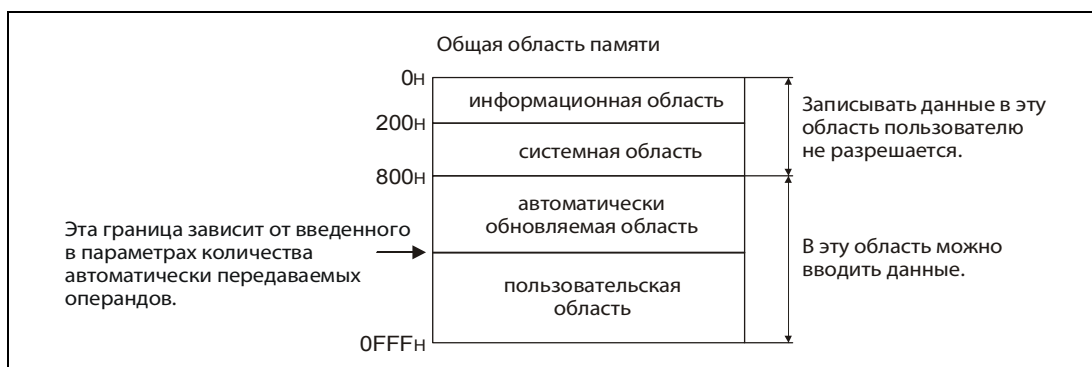 Общая область памяти
0H
информационная область
200H
системная область
800H
автоматически
обновляемая область
пользовательская
область
0FFFH
Записывать данные в эту
область пользователю
не разрешается.
В эту область можно
вводить данные.
Эта граница зависит от введенного
в параметрах количества
автоматически передаваемых
операндов.